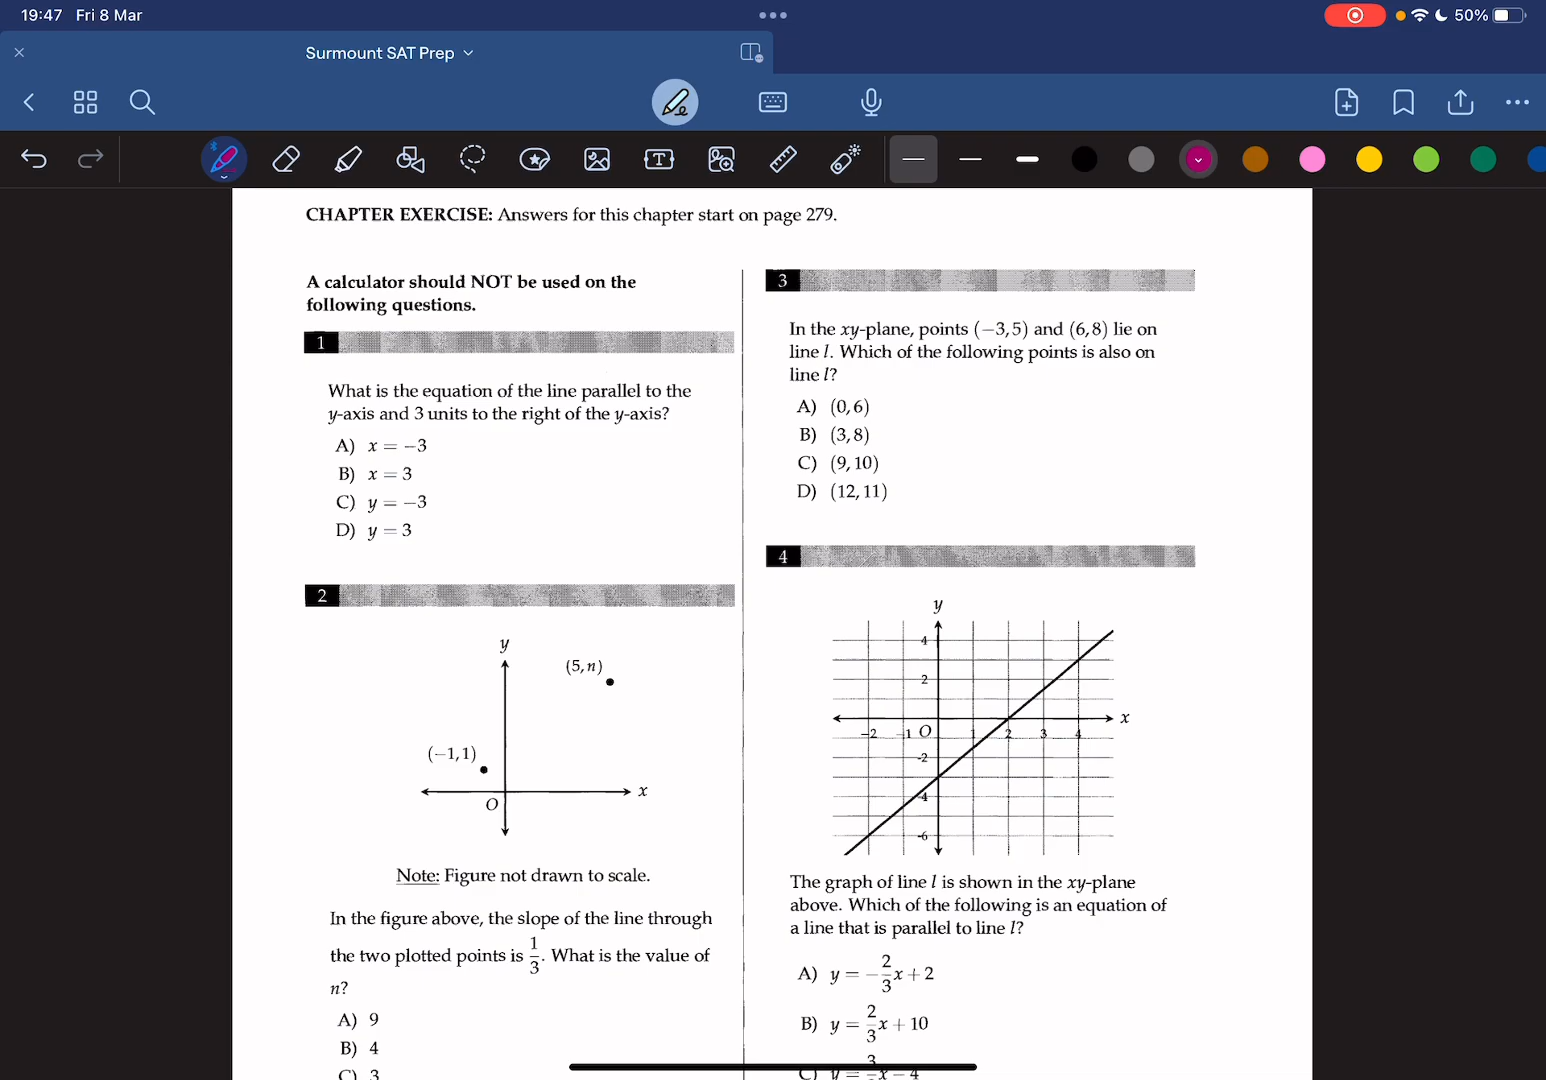 19:47 Fri 8 Mar
50%
Surmount SAT Prep
CHAPTER EXERCISE: Answers for this chapter start on page 279.
A calculator should NOT be used on the
following questions.
1
What is the equation of the line parallel to the
y-axis and 3 units to the right of the y-axis?
A) x = −3
B) x = 3
C) y = −3
D) y = 3
2
y
(5, n)
(−1, 1)
x
O
Note: Figure not drawn to scale.
In the figure above, the slope of the line through
the two plotted points is 1/3. What is the value of
n?
A) 9
B) 4
C) 3
3
In the xy-plane, points (−3, 5) and (6, 8) lie on
line l. Which of the following points is also on
line l?
A) (0, 6)
B) (3, 8)
C) (9, 10)
D) (12, 11)
4
y
4
2
x
−2 −1 O 1 2 3 4
-2
-4
-6
The graph of line l is shown in the xy-plane
above. Which of the following is an equation of
a line that is parallel to line l?
A) y = −2/3x + 2
B) y = 2/3x + 10